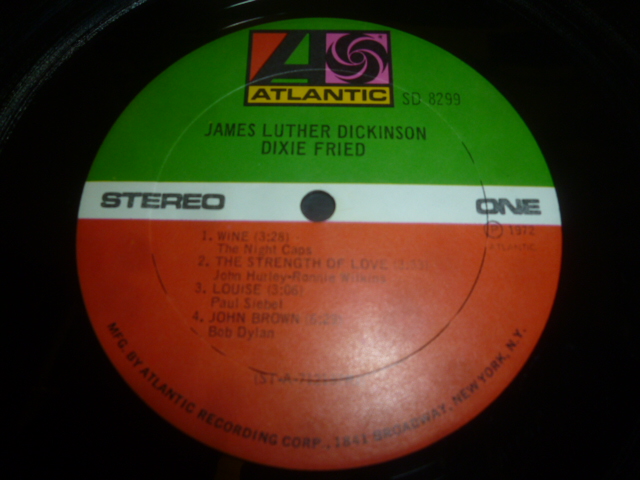 ATLANTIC
SD 8299
JAMES LUTHER DICKINSON
DIXIE FRIED
STEREO
ONE
℗ 1972
ATLANTIC
1. WINE (3:28)
The Night Caps
2. THE STRENGTH OF LOVE
John Hurley-Ronnie Wilkins
3. LOUISE (3:06)
Paul Siebel
4. JOHN BROWN
Bob Dylan
MFG. BY ATLANTIC RECORDING CORP., 1841 BROADWAY, NEW YORK, N.Y.